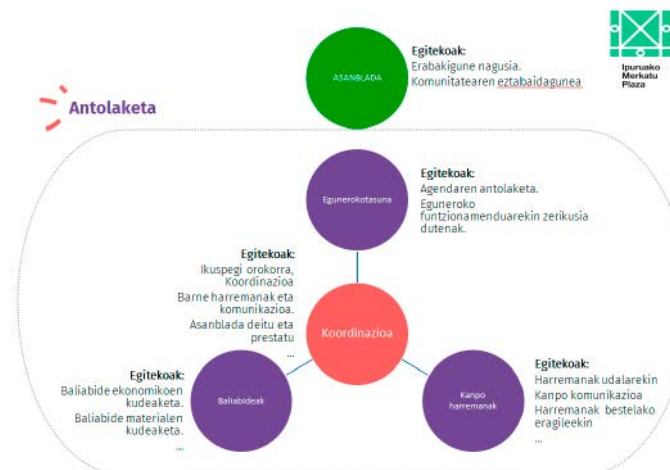 Antolaketa
ASANBLADA
Egitekoak:
Erabakigune nagusia.
Komunitatearen eztabaidagunea
Ipuruako
Merkatu
Plaza
Egunerokotasuna
Egitekoak:
Agendaren antolaketa.
Eguneroko
funtzionamenduarekin zerikusia
dutenak.
Egitekoak:
Ikuspegi orokorra,
Koordinazioa
Barne harremanak eta
komunikazioa.
Asanblada deitu eta
prestatu
...
Koordinazioa
Egitekoak:
Baliabide ekonomikoen
kudeaketa.
Baliabide materialen
kudeaketa.
....
Baliabideak
Kanpo
harremanak
Egitekoak:
Harremanak udalarekin
Kanpo komunikazioa
Harremanak bestelako
eragileekin
...